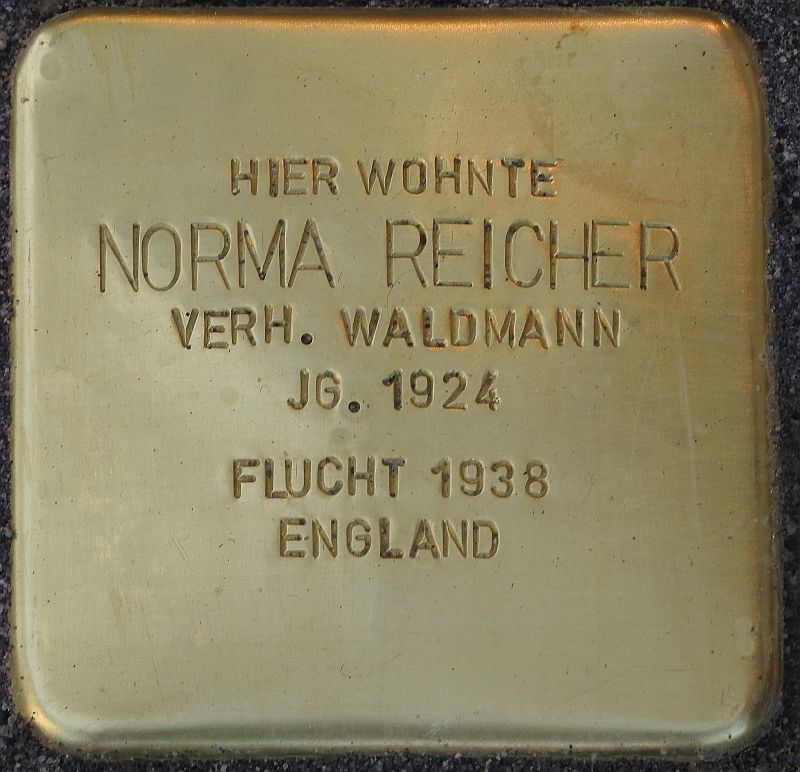 HIER WOHNTE
NORMA REICHER
VERH. WALDMANN
JG. 1924
FLUCHT 1938
ENGLAND